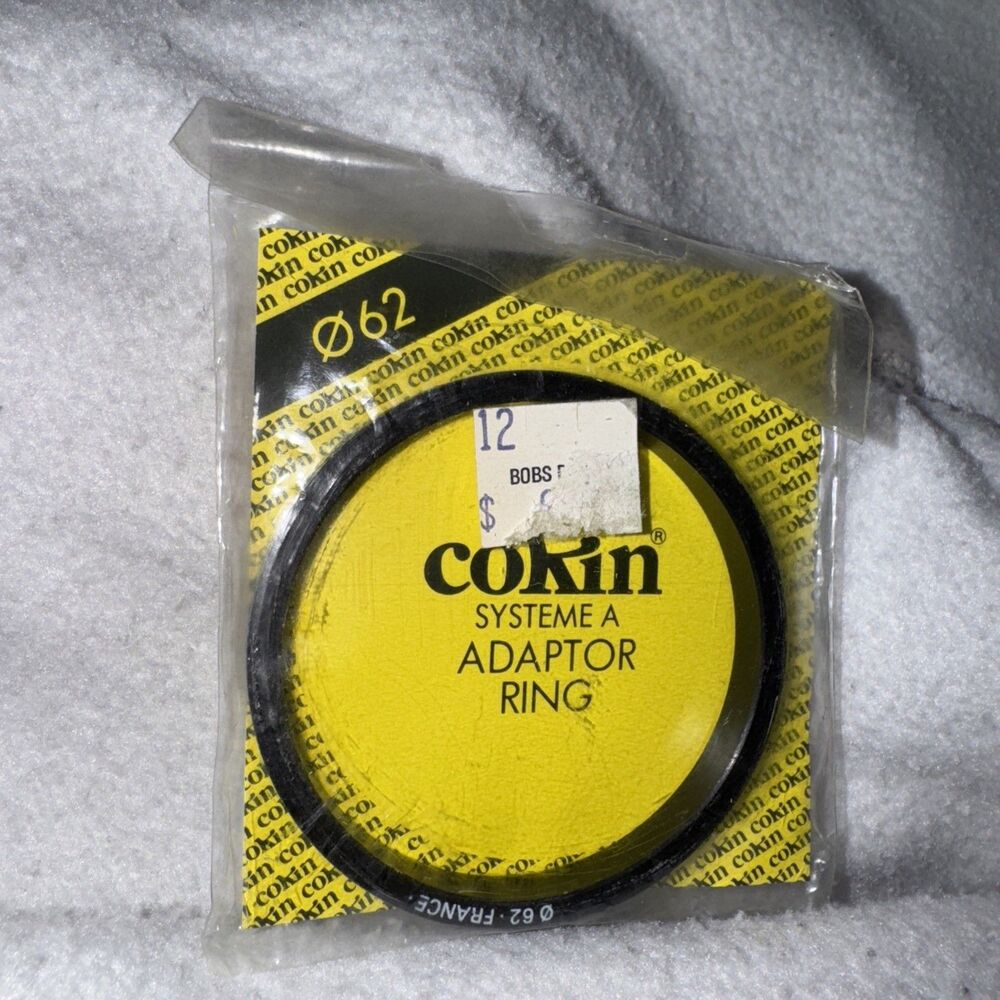 Ø62
12
BOBS
$
cokin®
SYSTEME A
ADAPTOR
RING
Ø 62 · FRANCE ·
cokin cokin cokin